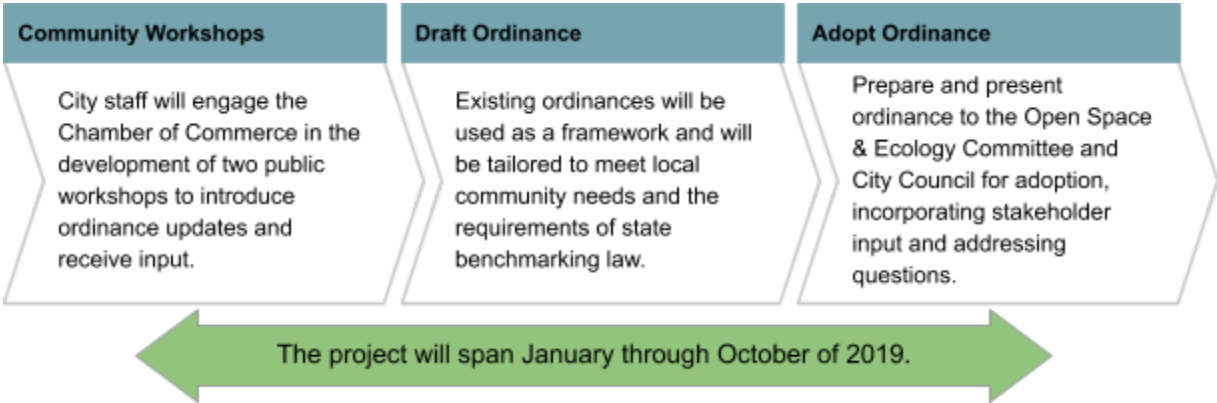 Community Workshops
City staff will engage the
Chamber of Commerce in the
development of two public
workshops to introduce
ordinance updates and
receive input.
Draft Ordinance
Existing ordinances will be
used as a framework and will
be tailored to meet local
community needs and the
requirements of state
benchmarking law.
Adopt Ordinance
Prepare and present
ordinance to the Open Space
& Ecology Committee and
City Council for adoption,
incorporating stakeholder
input and addressing
questions.
The project will span January through October of 2019.